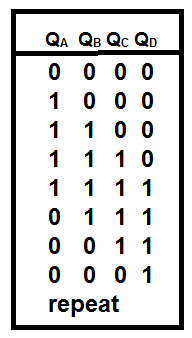 QA QB QC QD
0 0 0 0
1 0 0 0
1 1 0 0
1 1 1 0
1 1 1 1
0 1 1 1
0 0 1 1
0 0 0 1
repeat